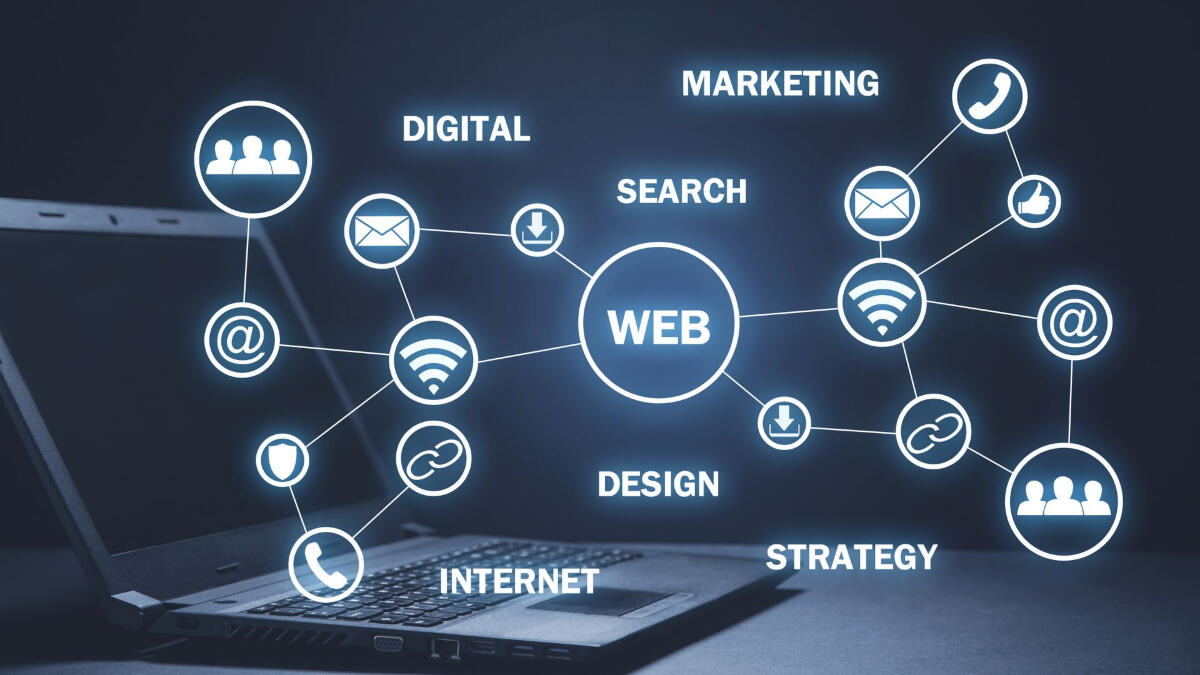 MARKETING
DIGITAL
SEARCH
WEB
DESIGN
STRATEGY
INTERNET